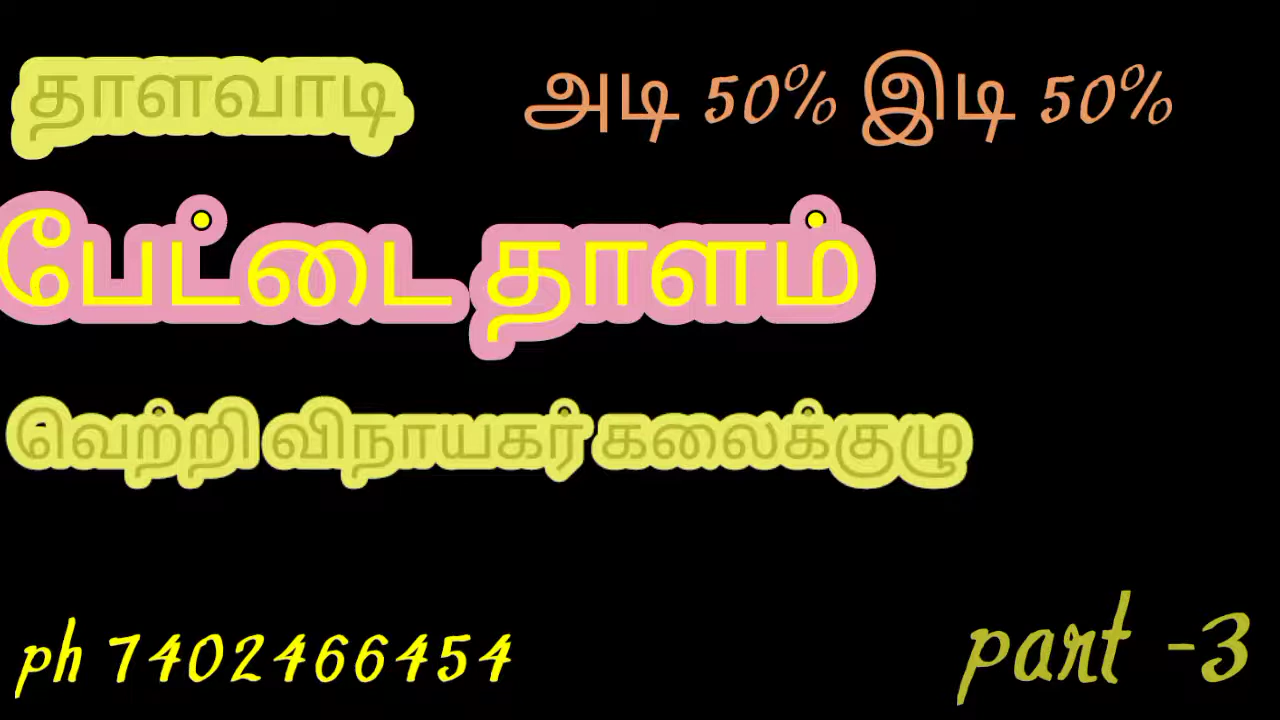 தாளவாடி
அடி 50% இடி 50%
பேட்டை தாளம்
வெற்றி விநாயகர் கலைக்குழு
ph 7402466454
part -3